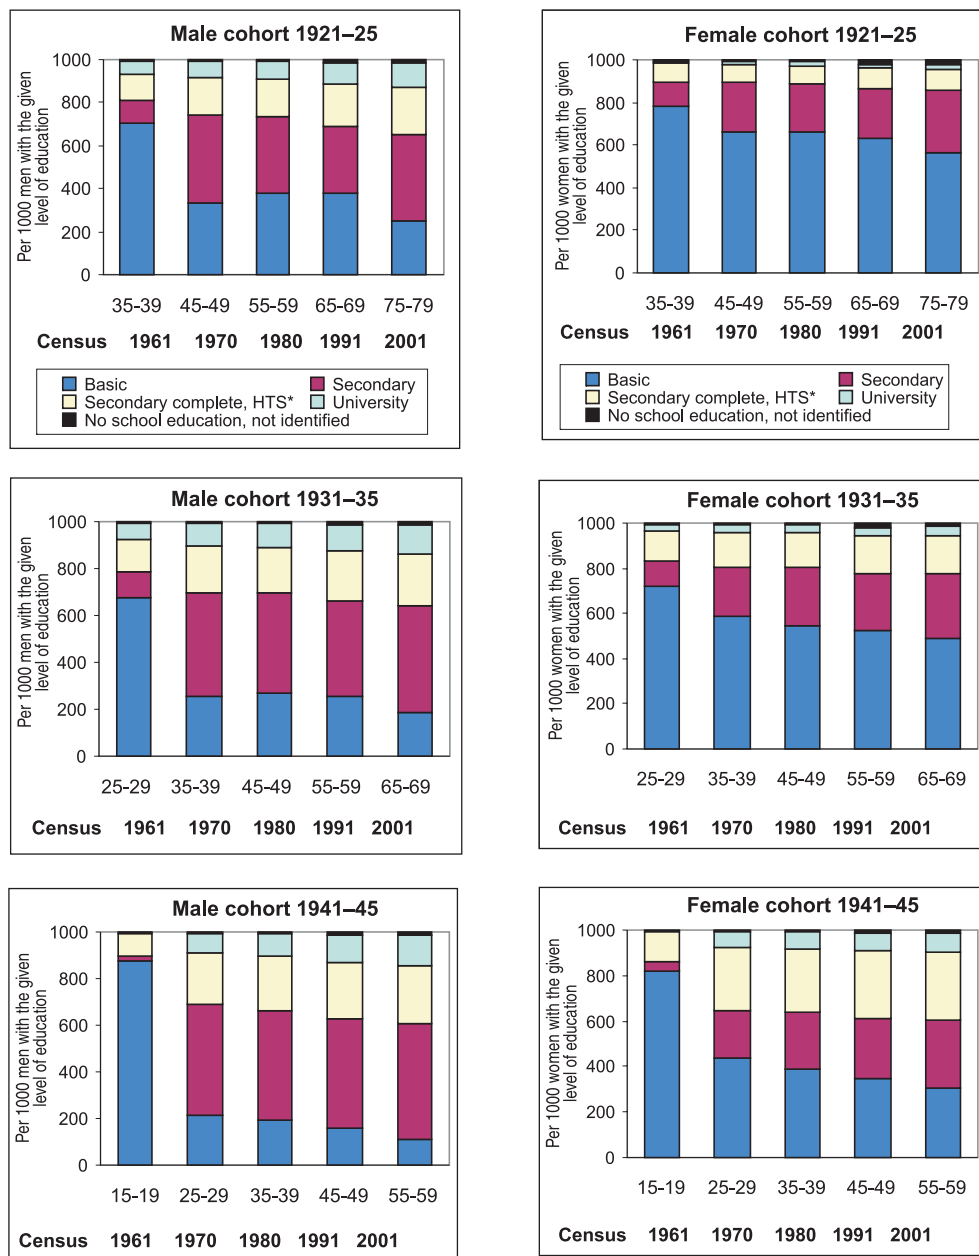 Male cohort 1921–25
Per 1000 men with the given
level of education
1000
800
600
400
200
0
35-39 45-49 55-59 65-69 75-79
Census 1961 1970 1980 1991 2001
Basic Secondary
Secondary complete, HTS* University
No school education, not identified
Female cohort 1921–25
Per 1000 women with the given
level of education
1000
800
600
400
200
0
35-39 45-49 55-59 65-69 75-79
Census 1961 1970 1980 1991 2001
Basic Secondary
Secondary complete, HTS* University
No school education, not identified
Male cohort 1931–35
Per 1000 men with the given
level of education
1000
800
600
400
200
0
25-29 35-39 45-49 55-59 65-69
Census 1961 1970 1980 1991 2001
Female cohort 1931–35
Per 1000 women with the given
level of education
1000
800
600
400
200
0
25-29 35-39 45-49 55-59 65-69
Census 1961 1970 1980 1991 2001
Male cohort 1941–45
Per 1000 men with the given
level of education
1000
800
600
400
200
0
15-19 25-29 35-39 45-49 55-59
Census 1961 1970 1980 1991 2001
Female cohort 1941–45
Per 1000 women with the given
level of education
1000
800
600
400
200
0
15-19 25-29 35-39 45-49 55-59
Census 1961 1970 1980 1991 2001